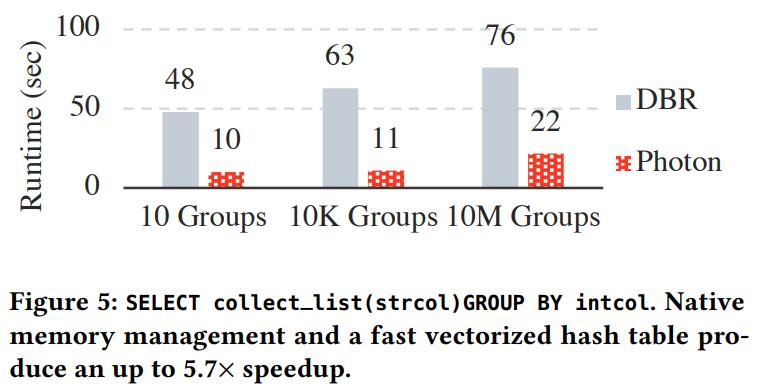 100
76
63
48
50
DBR
22
10
11
Photon
0
Runtime (sec)
10 Groups 10K Groups 10M Groups
Figure 5: SELECT collect_list(strcol)GROUP BY intcol. Native
memory management and a fast vectorized hash table pro-
duce an up to 5.7× speedup.